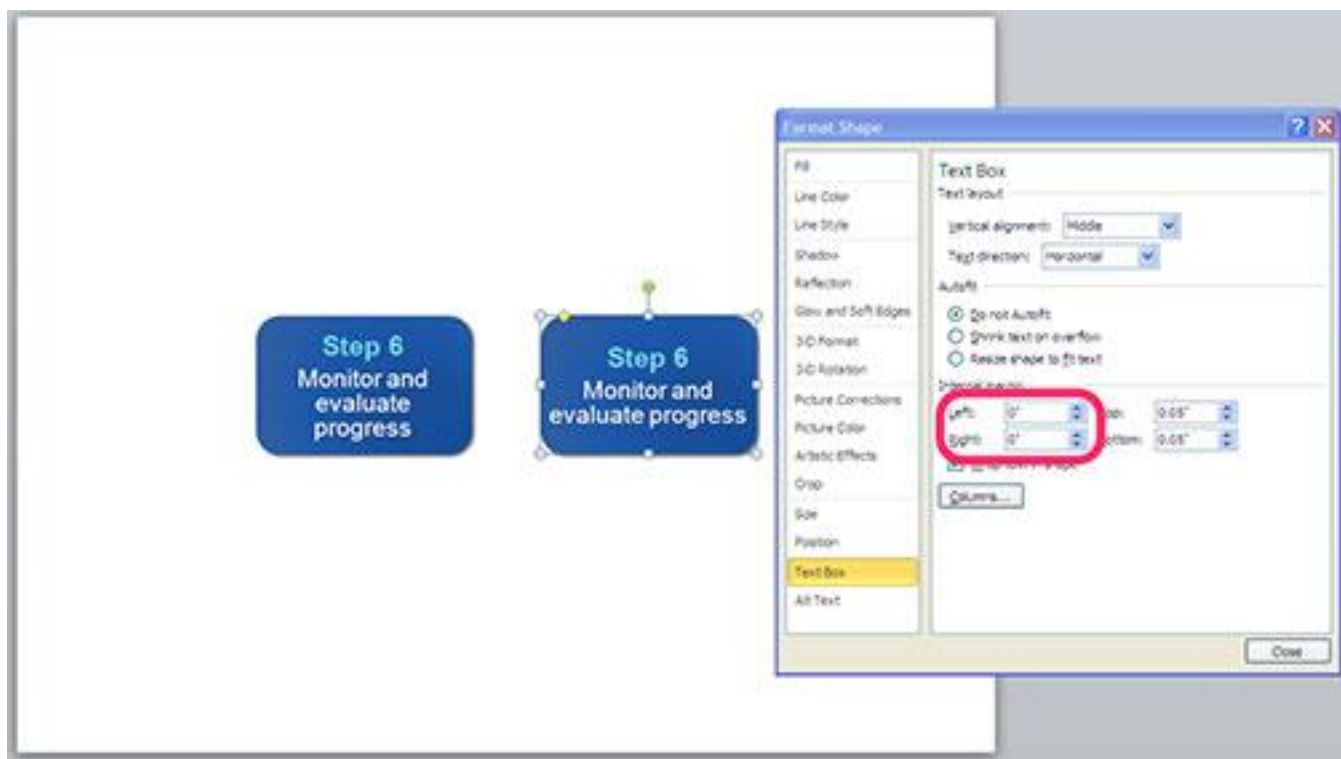 Step 6
Monitor and
evaluate
progress
Step 6
Monitor and
evaluate progress
Format Shape
Fill
Line Color
Line Style
Shadow
Reflection
Glow and Soft Edges
3-D Format
3-D Rotation
Picture Corrections
Picture Color
Artistic Effects
Crop
Size
Position
Text Box
Alt Text
Text Box
Text layout
Vertical alignment: Middle
Text direction: Horizontal
Autofit
Do not Autofit
Shrink text on overflow
Resize shape to fit text
Internal margin
Left: 0" 0.05"
Right: 0" 0.05"
Columns...
Close